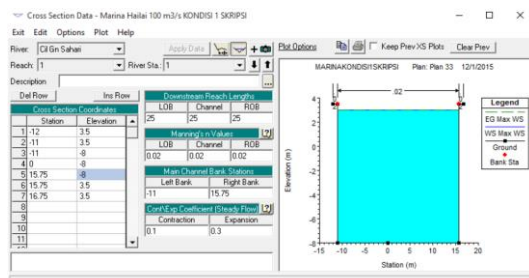 Cross Section Data - Marina Hailai 100 m/s KONDISI 1 SKRIPSI
Exit Edit Options Plot Help
River: Cil Gn Sahari Apply Data Plot Options Keep Prev XS Plots Clear Prev
Reach: 1 River Sta.: 1
Description
Del Row Ins Row
Cross Section Coordinates
Station Elevation
1 -12 3.5
2 -11 3.5
3 -11 -8
4 0 -8
5 15.75 -8
6 15.75 3.5
7 16.75 3.5
8
9
10
11
Downstream Reach Lengths
LOB Channel ROB
25 25 25
Manning's n Values
LOB Channel ROB
0.02 0.02 0.02
Main Channel Bank Stations
Left Bank Right Bank
-11 15.75
Cont\Exp Coefficient (Steady Flow)
Contraction Expansion
0.1 0.3
MARINAKONDISI1SKRIPSI Plan: Plan 33 12/1/2015
.02
Elevation (m)
4
2
0
-2
-4
-6
-8
-15 -10 -5 0 5 10 15 20
Station (m)
Legend
EG Max WS
WS Max WS
Ground
Bank Sta